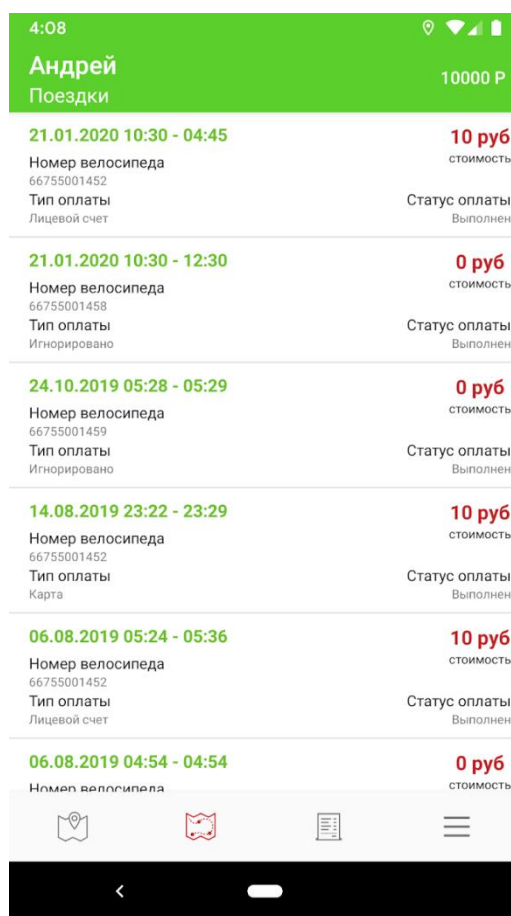 4:08
Андрей
10000 Р
Поездки
21.01.2020 10:30 - 04:45
10 руб
Номер велосипеда
стоимость
66755001452
Тип оплаты
Статус оплаты
Лицевой счет
Выполнен
21.01.2020 10:30 - 12:30
0 руб
Номер велосипеда
стоимость
66755001458
Тип оплаты
Статус оплаты
Игнорировано
Выполнен
24.10.2019 05:28 - 05:29
0 руб
Номер велосипеда
стоимость
66755001459
Тип оплаты
Статус оплаты
Игнорировано
Выполнен
14.08.2019 23:22 - 23:29
10 руб
Номер велосипеда
стоимость
66755001452
Тип оплаты
Статус оплаты
Карта
Выполнен
06.08.2019 05:24 - 05:36
10 руб
Номер велосипеда
стоимость
66755001452
Тип оплаты
Статус оплаты
Лицевой счет
Выполнен
06.08.2019 04:54 - 04:54
0 руб
Номер велосипеда
стоимость